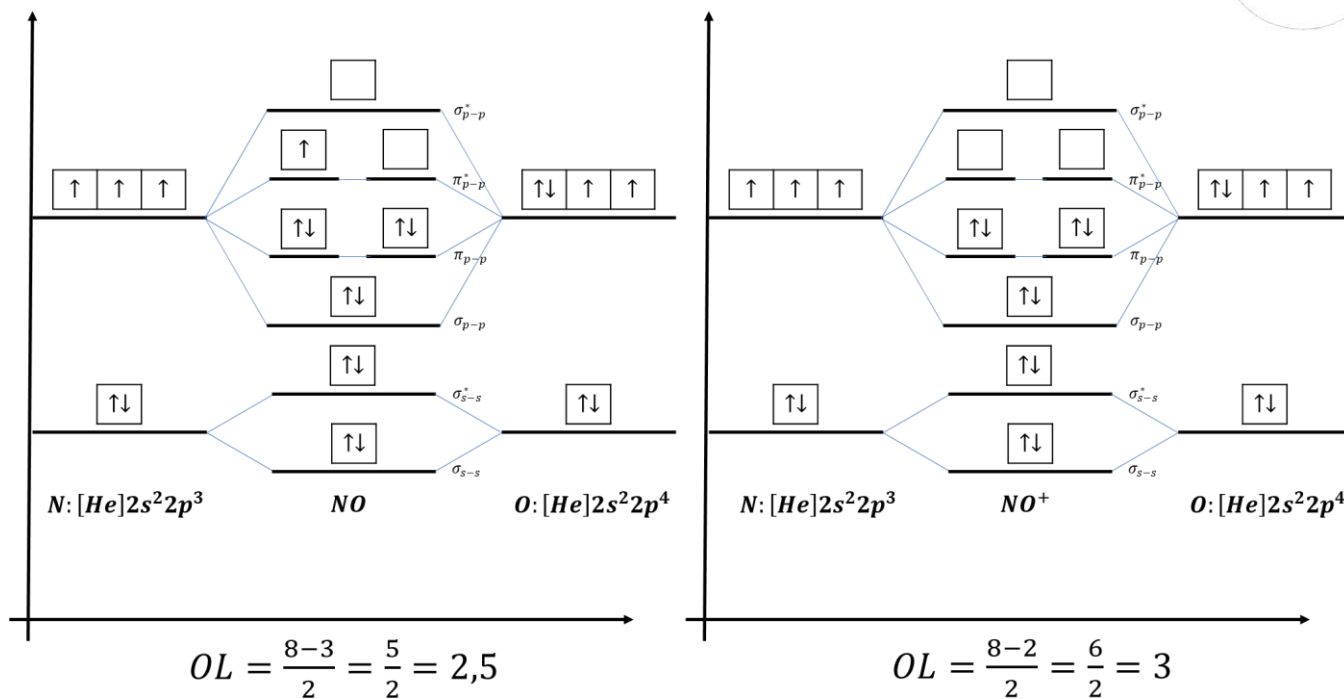 σ*ₚ₋ₚ
↑
π*ₚ₋ₚ
↑ ↑ ↑
↑↓ ↑ ↑
↑↓ ↑↓
πₚ₋ₚ
↑↓
σₚ₋ₚ
↑↓
σ*ₛ₋ₛ
↑↓
↑↓
↑↓
σₛ₋ₛ
N: [He]2s²2p³ NO O: [He]2s²2p⁴
OL = (8−3)/2 = 5/2 = 2,5
σ*ₚ₋ₚ
π*ₚ₋ₚ
↑ ↑ ↑
↑↓ ↑ ↑
↑↓ ↑↓
πₚ₋ₚ
↑↓
σₚ₋ₚ
↑↓
σ*ₛ₋ₛ
↑↓
↑↓
↑↓
σₛ₋ₛ
N: [He]2s²2p³ NO⁺ O: [He]2s²2p⁴
OL = (8−2)/2 = 6/2 = 3